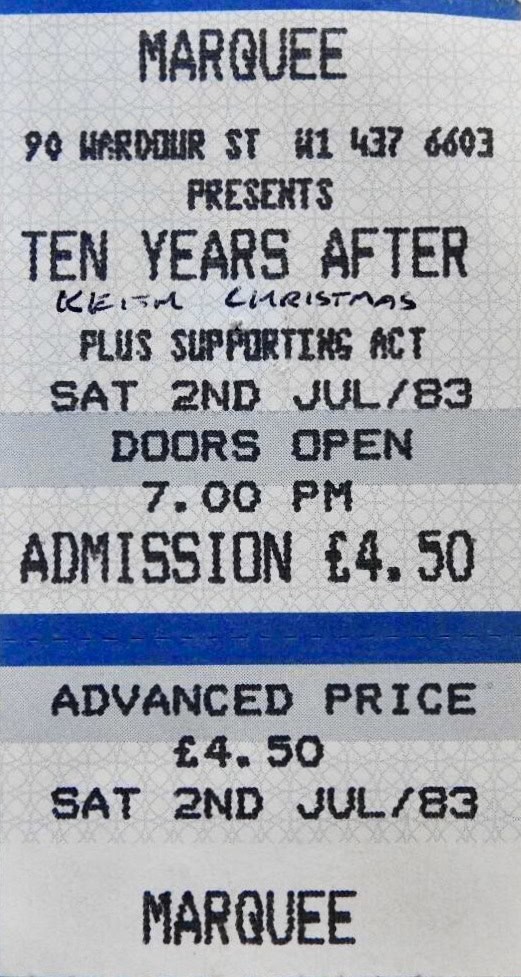 MARQUEE
90 WARDOUR ST W1 437 6603
PRESENTS
TEN YEARS AFTER
KEITH CHRISTMAS
PLUS SUPPORTING ACT
SAT 2ND JUL/83
DOORS OPEN
7.00 PM
ADMISSION £4.50
ADVANCED PRICE
£4.50
SAT 2ND JUL/83
MARQUEE